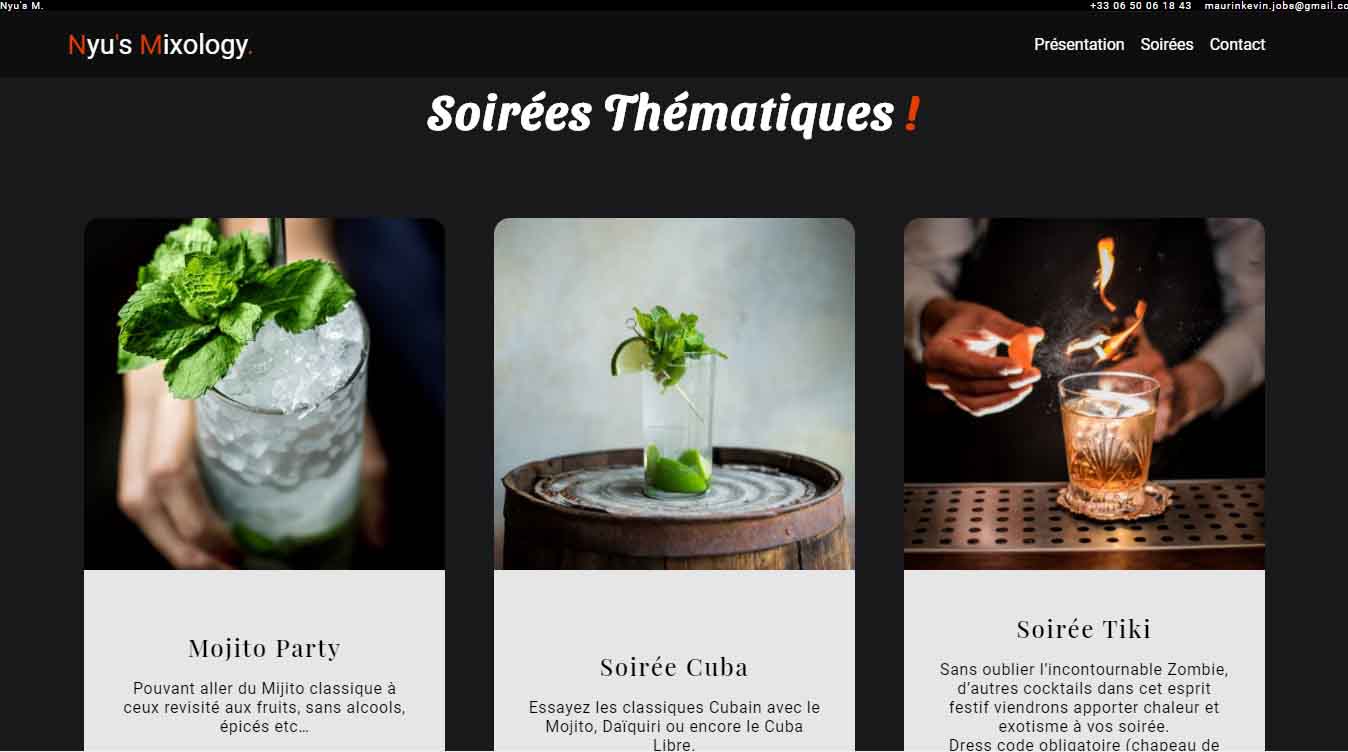 Nyu's M.
+33 06 50 06 18 43 maurinkevin.jobs@gmail.co
Nyu's Mixology.
Présentation Soirées Contact
Soirées Thématiques !
Mojito Party
Pouvant aller du Mijito classique à
ceux revisité aux fruits, sans alcools,
épicés etc…
Soirée Cuba
Essayez les classiques Cubain avec le
Mojito, Daïquiri ou encore le Cuba
Libre.
Soirée Tiki
Sans oublier l'incontournable Zombie,
d'autres cocktails dans cet esprit
festif viendrons apporter chaleur et
exotisme à vos soirée.
Dress code obligatoire (chapeau de